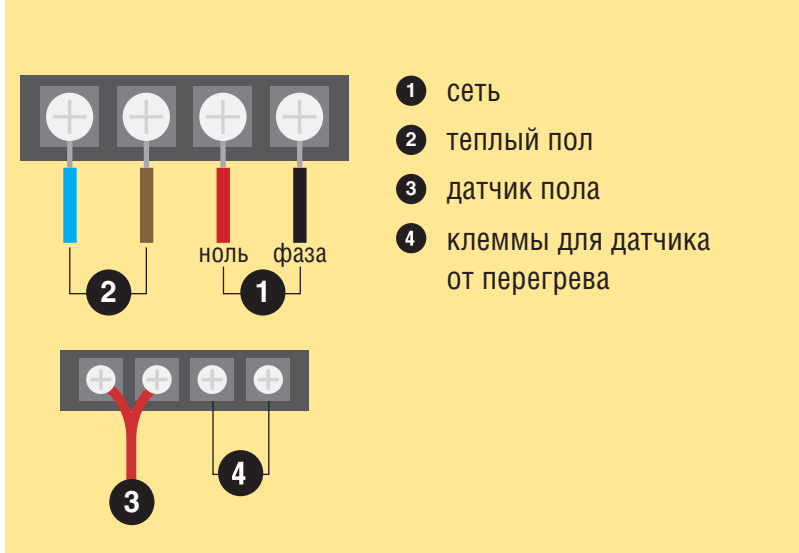 1 сеть
2 теплый пол
3 датчик пола
4 клеммы для датчика
от перегрева
ноль фаза
2 1
4
3